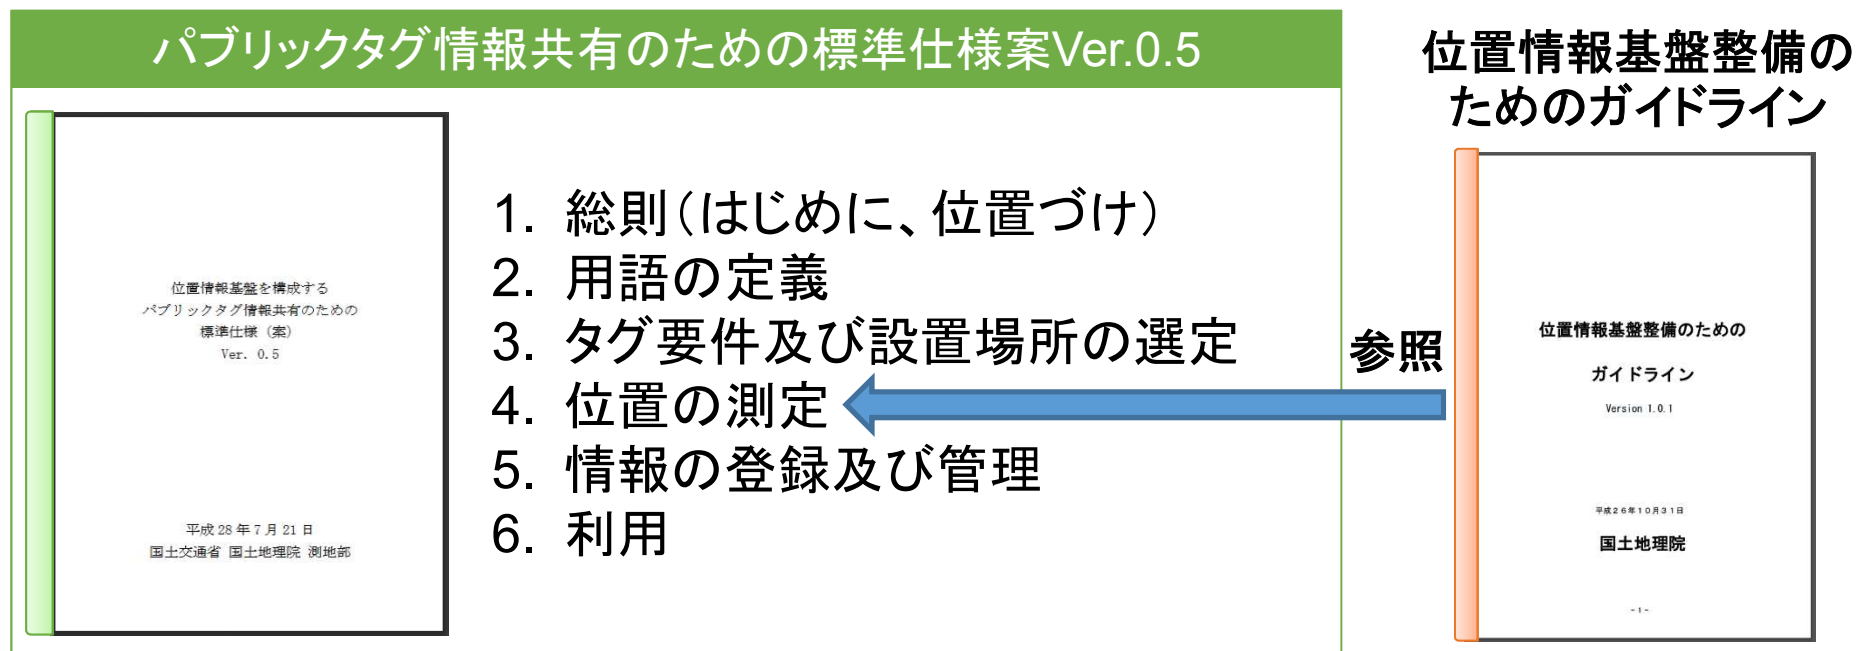 パブリックタグ情報共有のための標準仕様案Ver.0.5
位置情報基盤を構成する
パブリックタグ情報共有のための
標準仕様（案）
Ver. 0.5
平成 28 年 7 月 21 日
国土交通省 国土地理院 測地部
1. 総則（はじめに、位置づけ）
2. 用語の定義
3. タグ要件及び設置場所の選定
4. 位置の測定
5. 情報の登録及び管理
6. 利用
参照
位置情報基盤整備の
ためのガイドライン
位置情報基盤整備のための
ガイドライン
Version 1.0.1
平成２６年１０月３１日
国土地理院
- 1 -